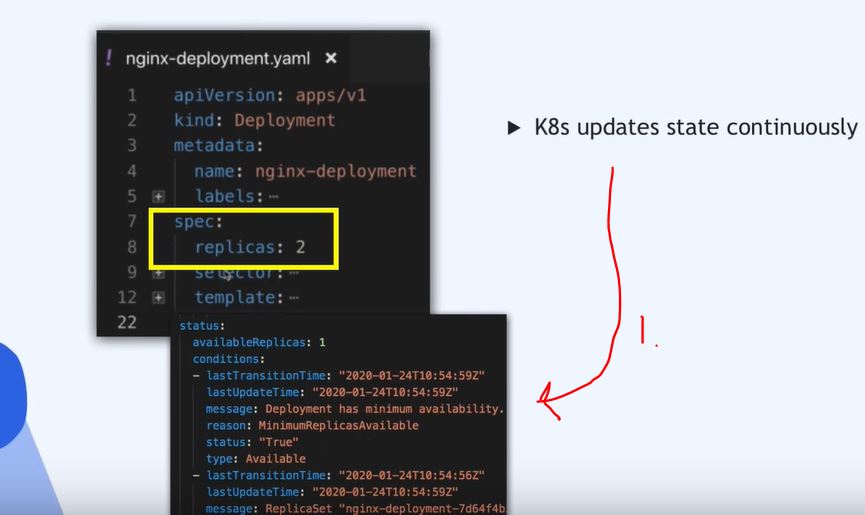 ! nginx-deployment.yaml ×
1 apiVersion: apps/v1
2 kind: Deployment
3 metadata:
4 name: nginx-deployment
5 labels: …
7 spec:
8 replicas: 2
9 selector: …
12 template: …
22
status:
availableReplicas: 1
conditions:
- lastTransitionTime: "2020-01-24T10:54:59Z"
lastUpdateTime: "2020-01-24T10:54:59Z"
message: Deployment has minimum availability.
reason: MinimumReplicasAvailable
status: "True"
type: Available
- lastTransitionTime: "2020-01-24T10:54:56Z"
lastUpdateTime: "2020-01-24T10:54:59Z"
message: ReplicaSet "nginx-deployment-7d64f4b
► K8s updates state continuously
1.